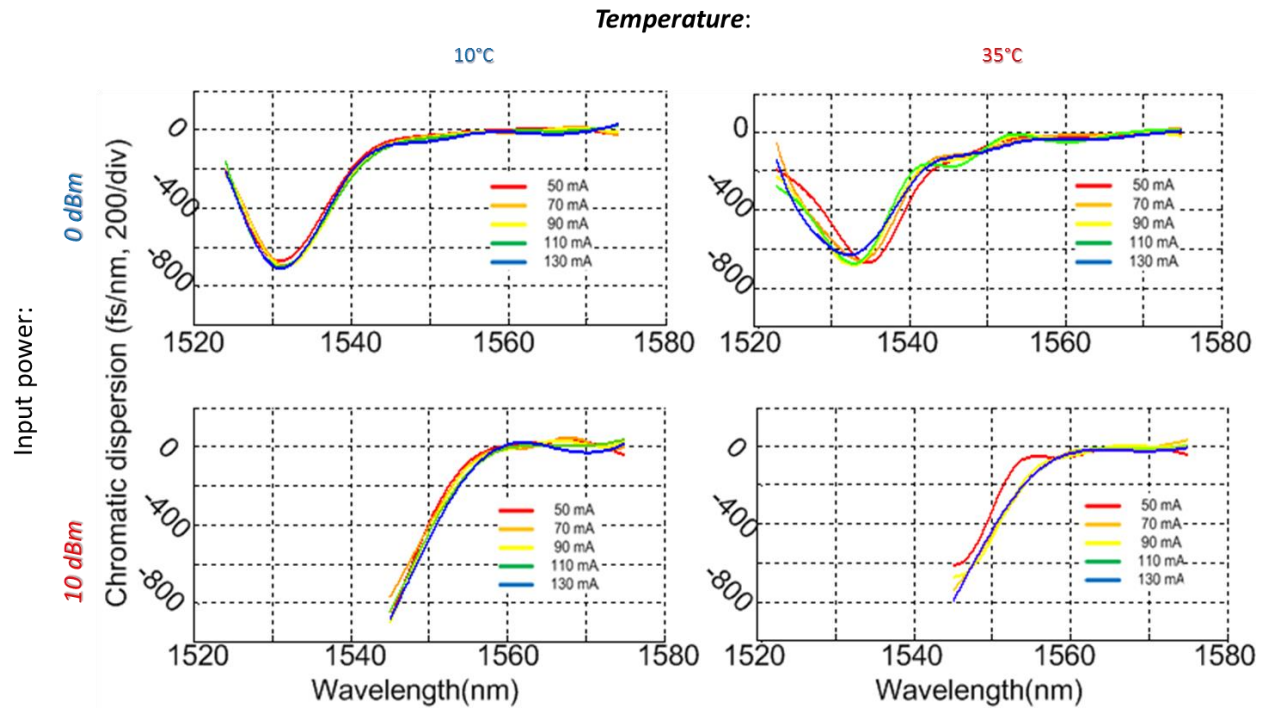 Temperature:
10°C
35°C
Input power:
0 dBm
10 dBm
Chromatic dispersion (fs/nm, 200/div)
0
-400
-800
1520 1540 1560 1580
50 mA
70 mA
90 mA
110 mA
130 mA
0
-400
-800
1520 1540 1560 1580
50 mA
70 mA
90 mA
110 mA
130 mA
0
-400
-800
1520 1540 1560 1580
50 mA
70 mA
90 mA
110 mA
130 mA
Wavelength(nm)
0
-400
-800
1520 1540 1560 1580
50 mA
70 mA
90 mA
110 mA
130 mA
Wavelength(nm)